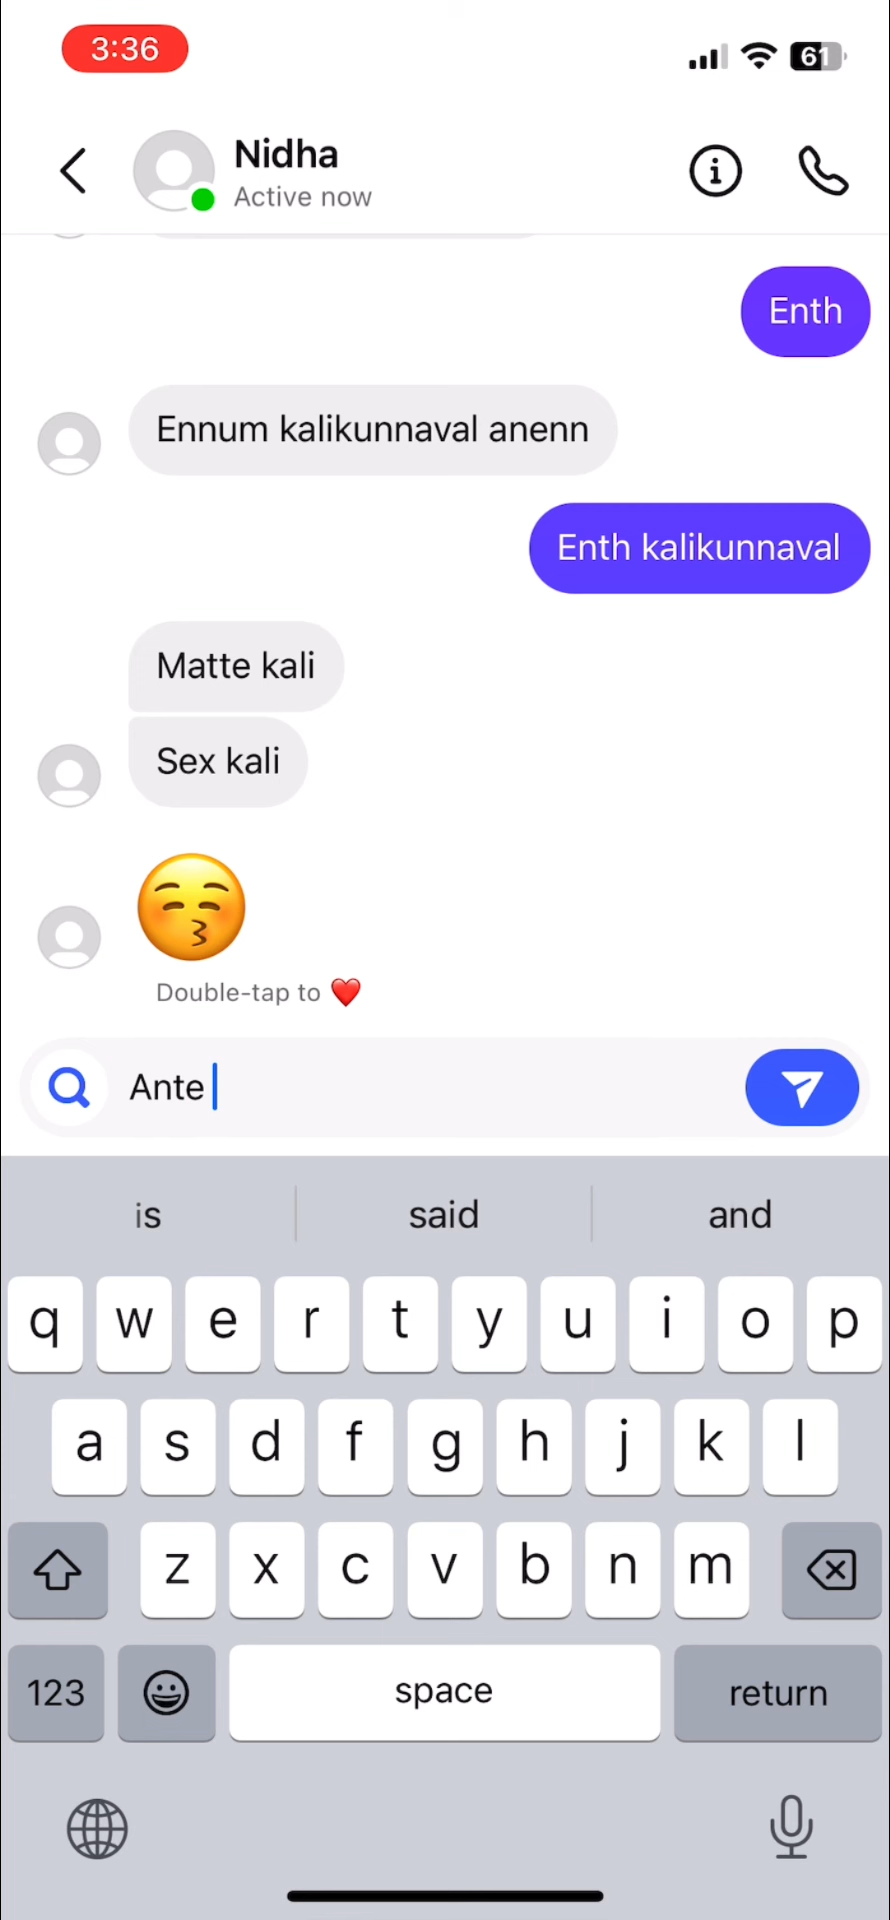 3:36
61
Nidha
Active now
Enth
Ennum kalikunnaval anenn
Enth kalikunnaval
Matte kali
Sex kali
Double-tap to ❤️
Ante
is said and
q w e r t y u i o p
a s d f g h j k l
z x c v b n m
123 space return